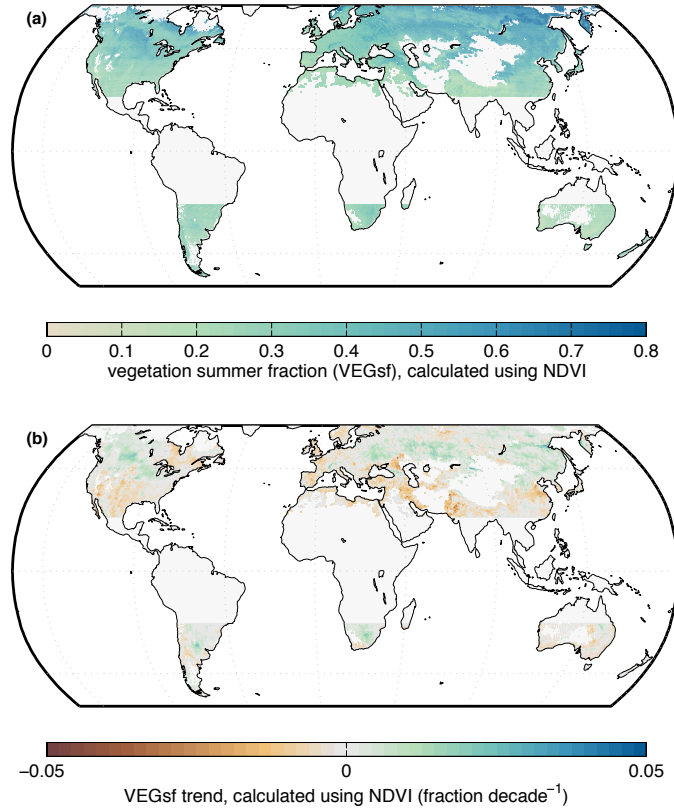 (a)
0 0.1 0.2 0.3 0.4 0.5 0.6 0.7 0.8
vegetation summer fraction (VEGsf), calculated using NDVI
(b)
−0.05 0 0.05
VEGsf trend, calculated using NDVI (fraction decade⁻¹)